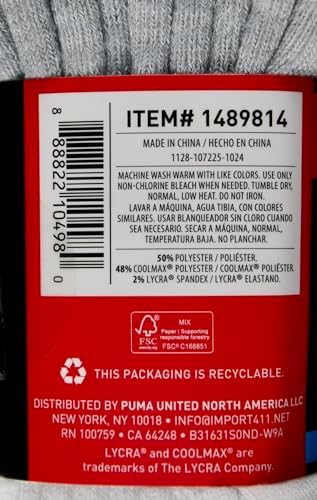 ITEM# 1489814
MADE IN CHINA / HECHO EN CHINA
1128-107225-1024
MACHINE WASH WARM WITH LIKE COLORS. USE ONLY
NON-CHLORINE BLEACH WHEN NEEDED. TUMBLE DRY,
NORMAL, LOW HEAT. DO NOT IRON.
LAVAR A MÁQUINA, AGUA TIBIA, CON COLORES
SIMILARES. USAR BLANQUEADOR SIN CLORO CUANDO
SEA NECESARIO. SECAR A MÁQUINA, NORMAL,
TEMPERATURA BAJA. NO PLANCHAR.
50% POLYESTER / POLIÉSTER.
48% COOLMAX® POLYESTER / COOLMAX® POLIÉSTER.
2% LYCRA® SPANDEX / LYCRA® ELASTANO.
8 88822 10498 0
FSC
www.fsc.org
MIX
Paper | Supporting
responsible forestry
FSC® C166851
THIS PACKAGING IS RECYCLABLE.
DISTRIBUTED BY PUMA UNITED NORTH AMERICA LLC
NEW YORK, NY 10018 • INFO@IMPORT411.NET
RN 100759 • CA 64248 • B31631S0ND-W9A
LYCRA® and COOLMAX® are
trademarks of The LYCRA Company.